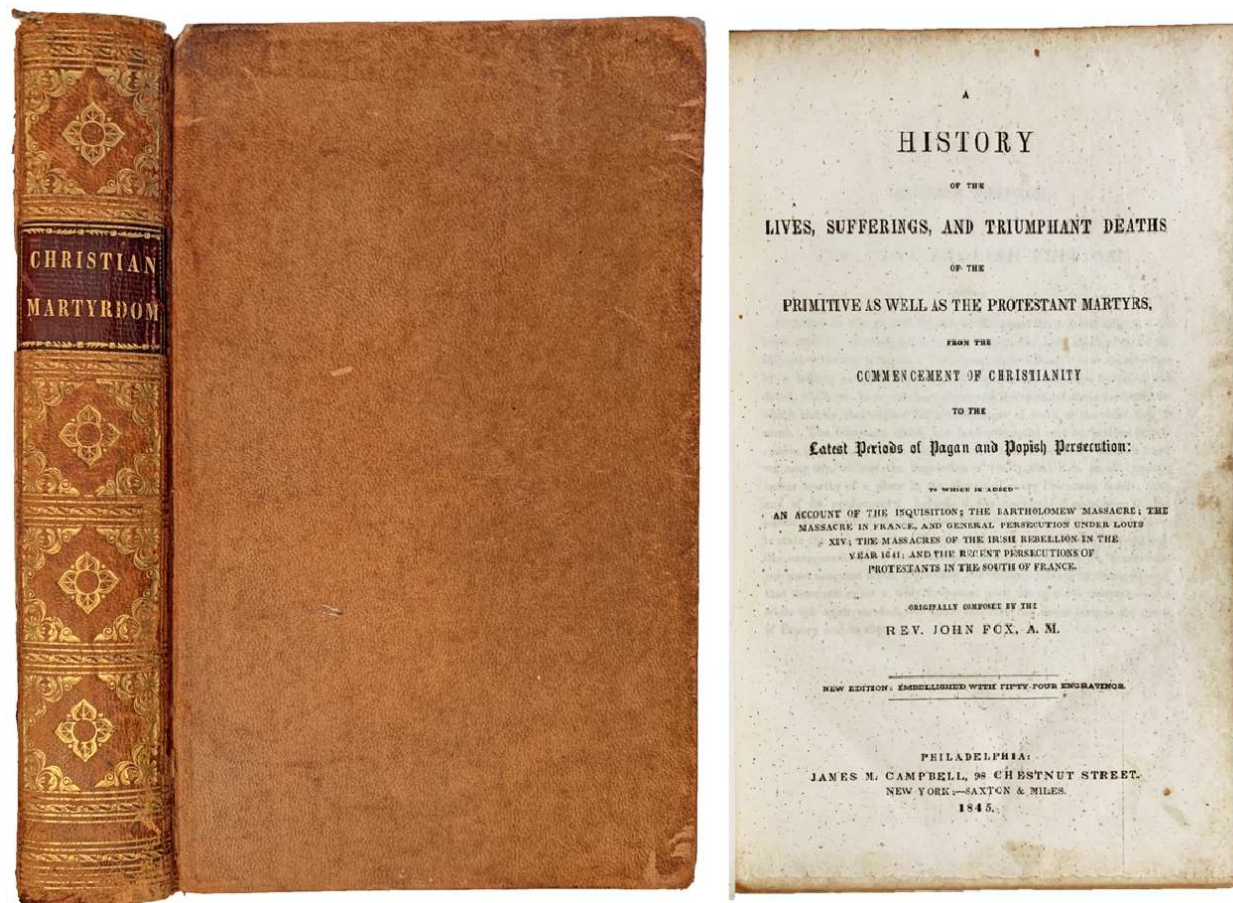 CHRISTIAN
MARTYRDOM
A
HISTORY
OF THE
LIVES, SUFFERINGS, AND TRIUMPHANT DEATHS
OF THE
PRIMITIVE AS WELL AS THE PROTESTANT MARTYRS,
FROM THE
COMMENCEMENT OF CHRISTIANITY
TO THE
Latest Periods of Pagan and Popish Persecution:
TO WHICH IS ADDED
AN ACCOUNT OF THE INQUISITION; THE BARTHOLOMEW MASSACRE; THE
MASSACRE IN FRANCE, AND GENERAL PERSECUTION UNDER LOUIS
XIV; THE MASSACRES OF THE IRISH REBELLION IN THE
YEAR 1641; AND THE RECENT PERSECUTIONS OF
PROTESTANTS IN THE SOUTH OF FRANCE.
ORIGINALLY COMPOSED BY THE
REV. JOHN FOX, A. M.
NEW EDITION: EMBELLISHED WITH FIFTY-FOUR ENGRAVINGS.
PHILADELPHIA:
JAMES M. CAMPBELL, 98 CHESTNUT STREET.
NEW YORK:—SAXTON & MILES.
1845.